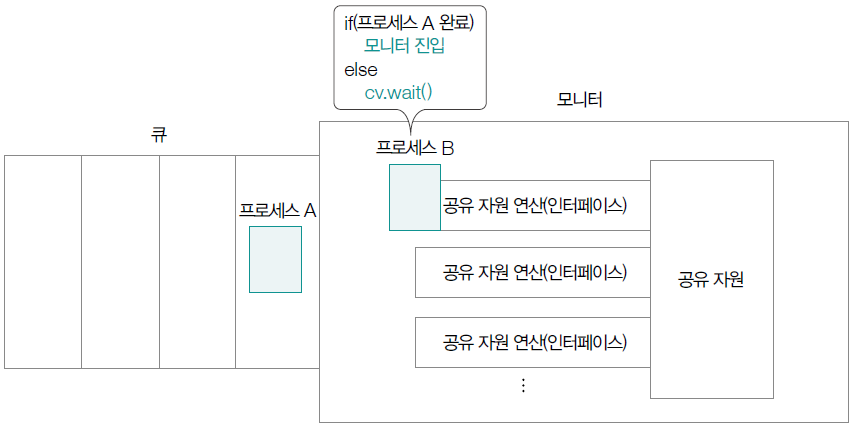 if(프로세스 A 완료)
모니터 진입
else
cv.wait()
모니터
큐
프로세스 B
프로세스 A
공유 자원 연산(인터페이스)
공유 자원 연산(인터페이스)
공유 자원
공유 자원 연산(인터페이스)
⋮